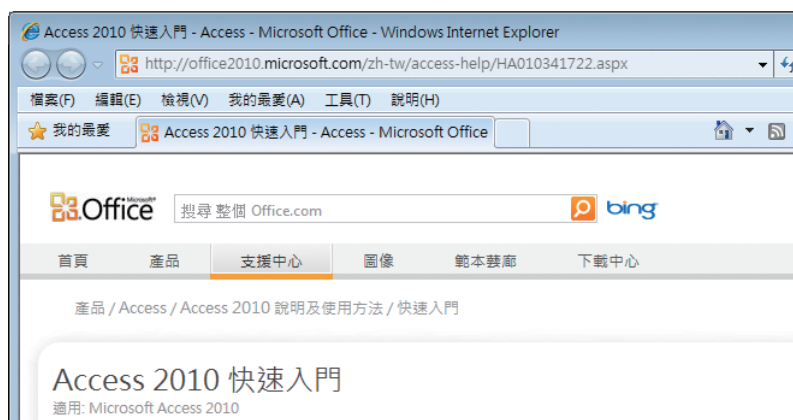 Access 2010 快速入門 - Access - Microsoft Office - Windows Internet Explorer
http://office2010.microsoft.com/zh-tw/access-help/HA010341722.aspx
檔案(F) 編輯(E) 檢視(V) 我的最愛(A) 工具(T) 說明(H)
我的最愛 Access 2010 快速入門 - Access - Microsoft Office
Microsoft® Office 搜尋 整個 Office.com bing
首頁 產品 支援中心 圖像 範本藝廊 下載中心
產品 / Access / Access 2010 說明及使用方法 / 快速入門
Access 2010 快速入門
適用: Microsoft Access 2010